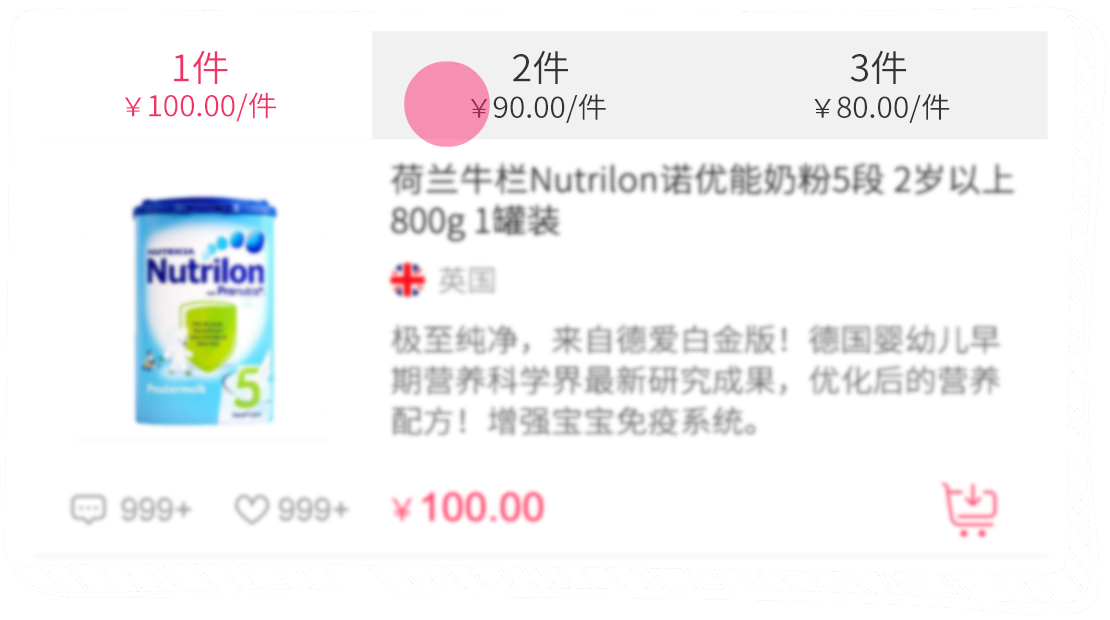 1件
2件
3件
￥100.00/件
￥90.00/件
￥80.00/件
荷兰牛栏Nutrilon诺优能奶粉5段 2岁以上
800g 1罐装
NUTRICIA
Nutrilon
Pronutra
Peutermelk
5
英国
极至纯净，来自德爱白金版！德国婴幼儿早
期营养科学界最新研究成果，优化后的营养
配方！增强宝宝免疫系统。
999+
999+
￥100.00